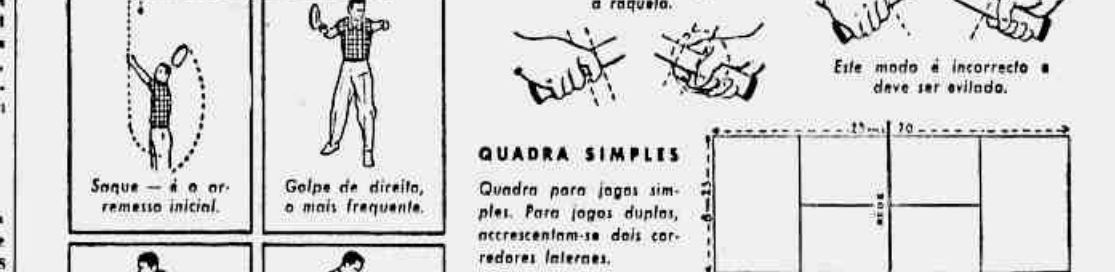 a raqueta.
Este modo é incorrecto e
deve ser evitado.
Saque — é o ar-
remesso inicial.
Golpe de direita,
o mais frequente.
QUADRA SIMPLES
Quadra para jogos sim-
ples. Para jogos duplos,
accrescentam-se dois cor-
redores lateraes.
REDE